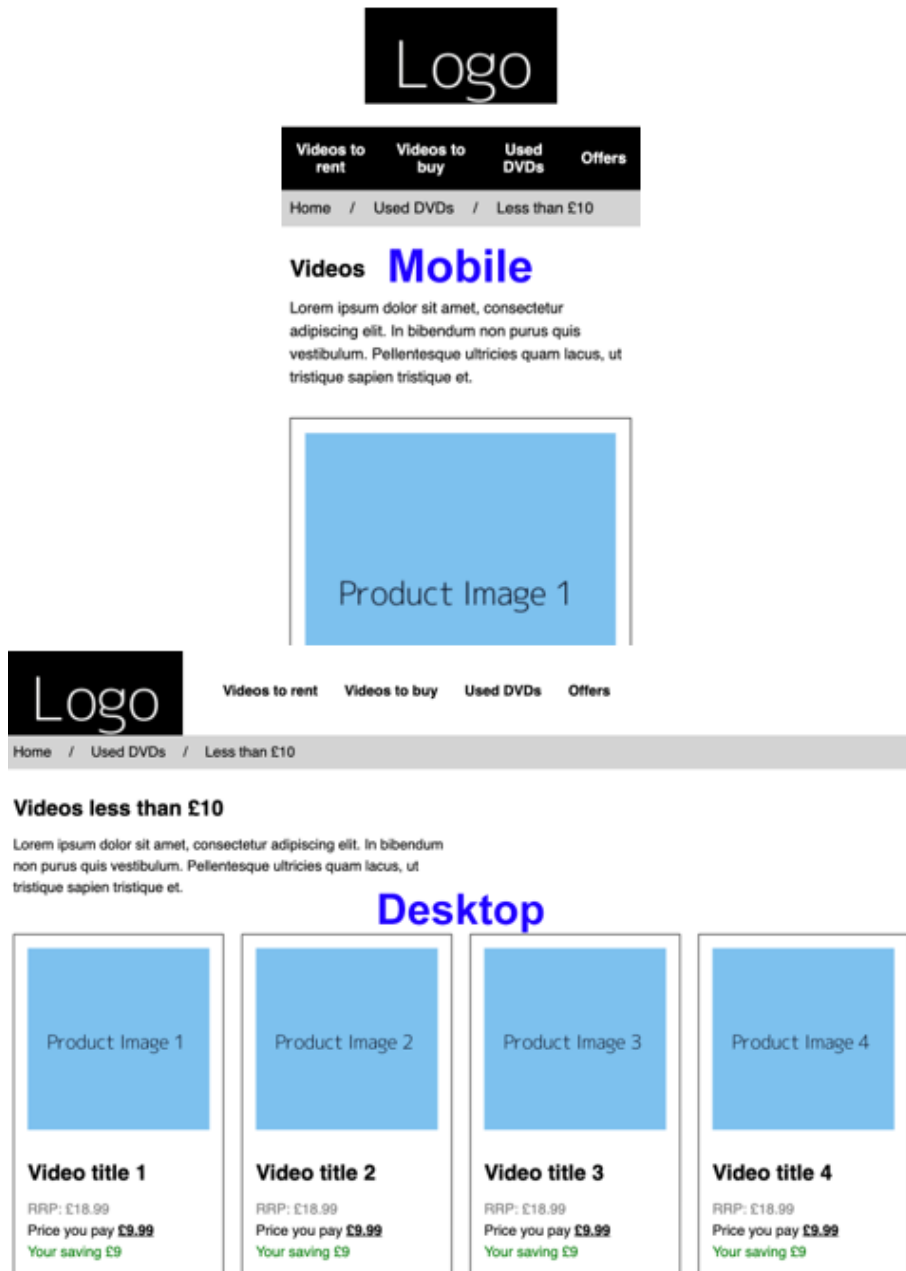 Logo
Videos to rent Videos to buy Used DVDs Offers
Home / Used DVDs / Less than £10
Videos
Mobile
Lorem ipsum dolor sit amet, consectetur
adipiscing elit. In bibendum non purus quis
vestibulum. Pellentesque ultricies quam lacus, ut
tristique sapien tristique et.
Product Image 1
Logo
Videos to rent Videos to buy Used DVDs Offers
Home / Used DVDs / Less than £10
Videos less than £10
Lorem ipsum dolor sit amet, consectetur adipiscing elit. In bibendum
non purus quis vestibulum. Pellentesque ultricies quam lacus, ut
tristique sapien tristique et.
Desktop
Product Image 1 Product Image 2 Product Image 3 Product Image 4
Video title 1 Video title 2 Video title 3 Video title 4
RRP: £18.99 RRP: £18.99 RRP: £18.99 RRP: £18.99
Price you pay £9.99 Price you pay £9.99 Price you pay £9.99 Price you pay £9.99
Your saving £9 Your saving £9 Your saving £9 Your saving £9